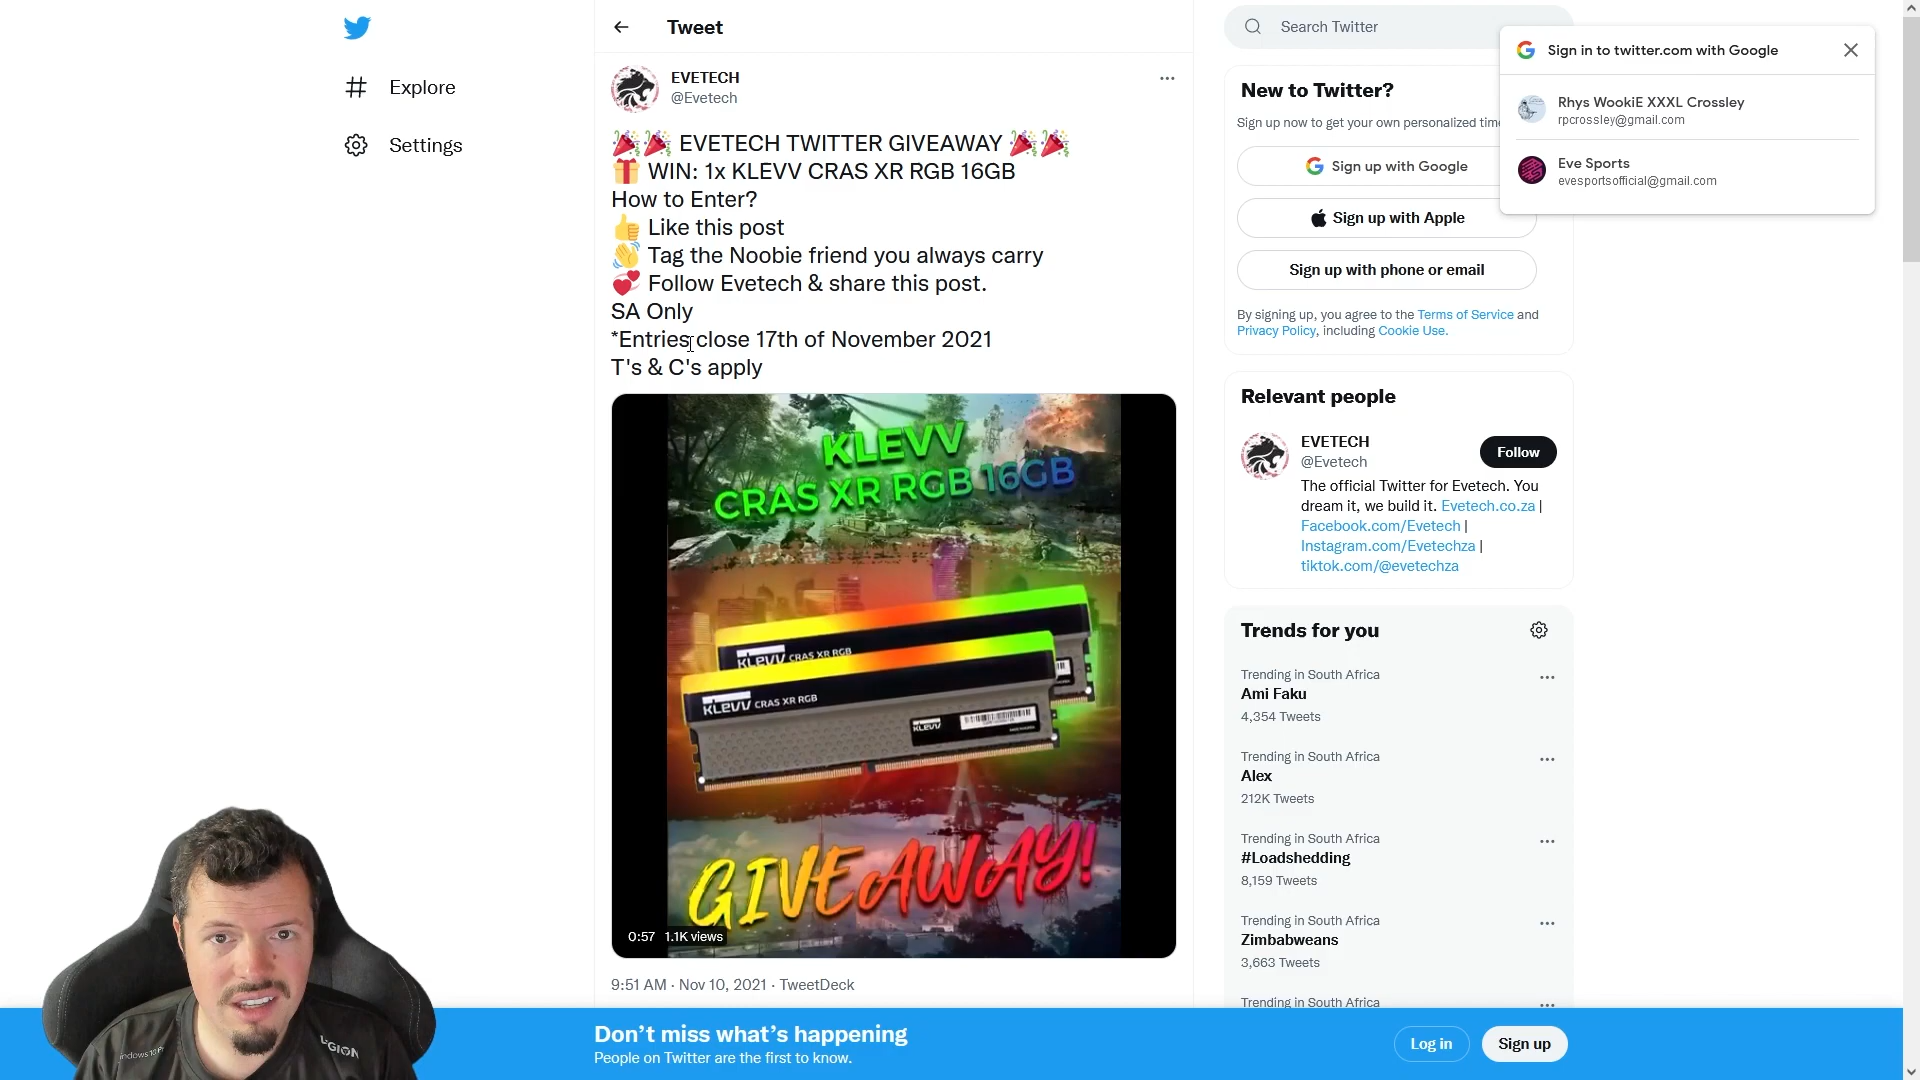 Tweet
Explore
Settings
EVETECH
@Evetech
EVETECH TWITTER GIVEAWAY
WIN: 1x KLEVV CRAS XR RGB 16GB
How to Enter?
Like this post
Tag the Noobie friend you always carry
Follow Evetech & share this post.
SA Only
*Entries close 17th of November 2021
T's & C's apply
KLEVV
CRAS XR RGB 16GB
KLEVV CRAS XR RGB
KLEVV CRAS XR RGB
KLEVV
GIVEAWAY!
0:57 1.1K views
9:51 AM · Nov 10, 2021 · TweetDeck
Search Twitter
Sign in to twitter.com with Google
Rhys WookiE XXXL Crossley
rpcrossley@gmail.com
Eve Sports
evesportsofficial@gmail.com
New to Twitter?
Sign up now to get your own personalized
Sign up with Google
Sign up with Apple
Sign up with phone or email
By signing up, you agree to the Terms of Service and
Privacy Policy, including Cookie Use.
Relevant people
EVETECH
@Evetech
Follow
The official Twitter for Evetech. You
dream it, we build it. Evetech.co.za |
Facebook.com/Evetech |
Instagram.com/Evetechza |
tiktok.com/@evetechza
Trends for you
Trending in South Africa
Ami Faku
4,354 Tweets
Trending in South Africa
Alex
212K Tweets
Trending in South Africa
#Loadshedding
8,159 Tweets
Trending in South Africa
Zimbabweans
3,663 Tweets
Trending in South Africa
LEGION
Don't miss what's happening
People on Twitter are the first to know.
Log in
Sign up